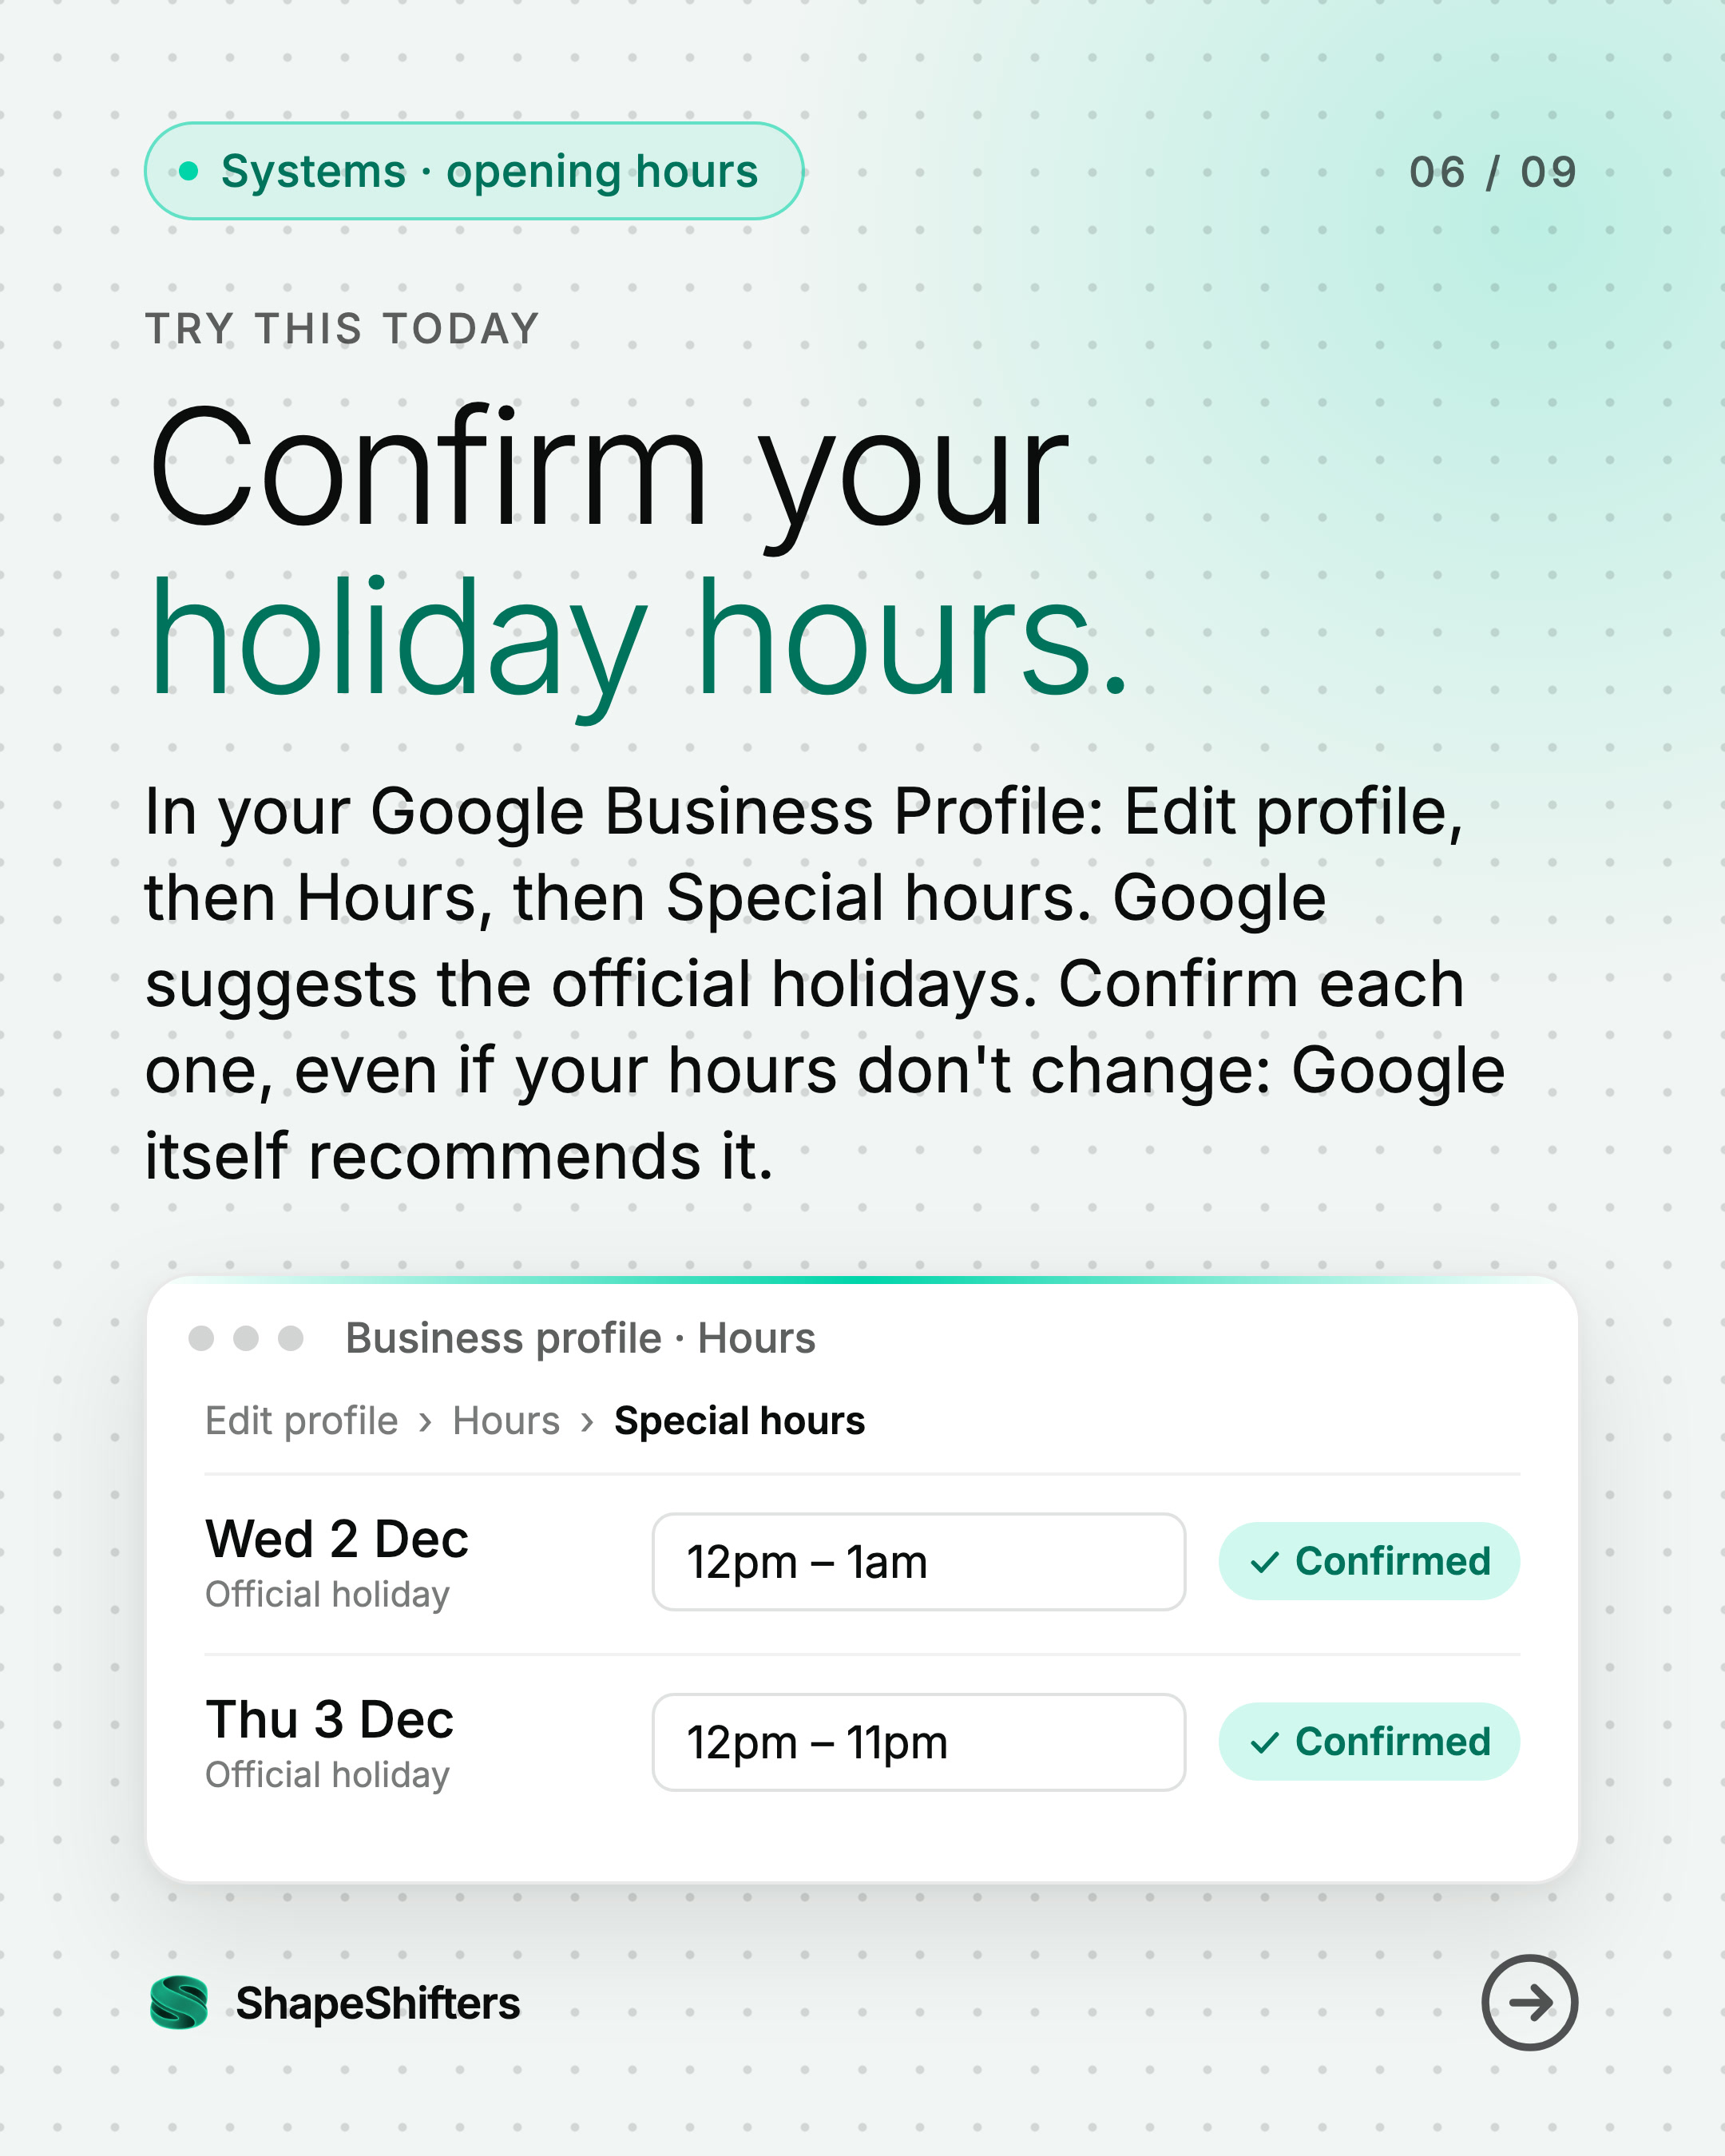 Systems · opening hours
06 / 09
TRY THIS TODAY
Confirm your
holiday hours.
In your Google Business Profile: Edit profile,
then Hours, then Special hours. Google
suggests the official holidays. Confirm each
one, even if your hours don't change: Google
itself recommends it.
Business profile · Hours
Edit profile › Hours › Special hours
Wed 2 Dec
Official holiday
12pm – 1am
✓ Confirmed
Thu 3 Dec
Official holiday
12pm – 11pm
✓ Confirmed
ShapeShifters